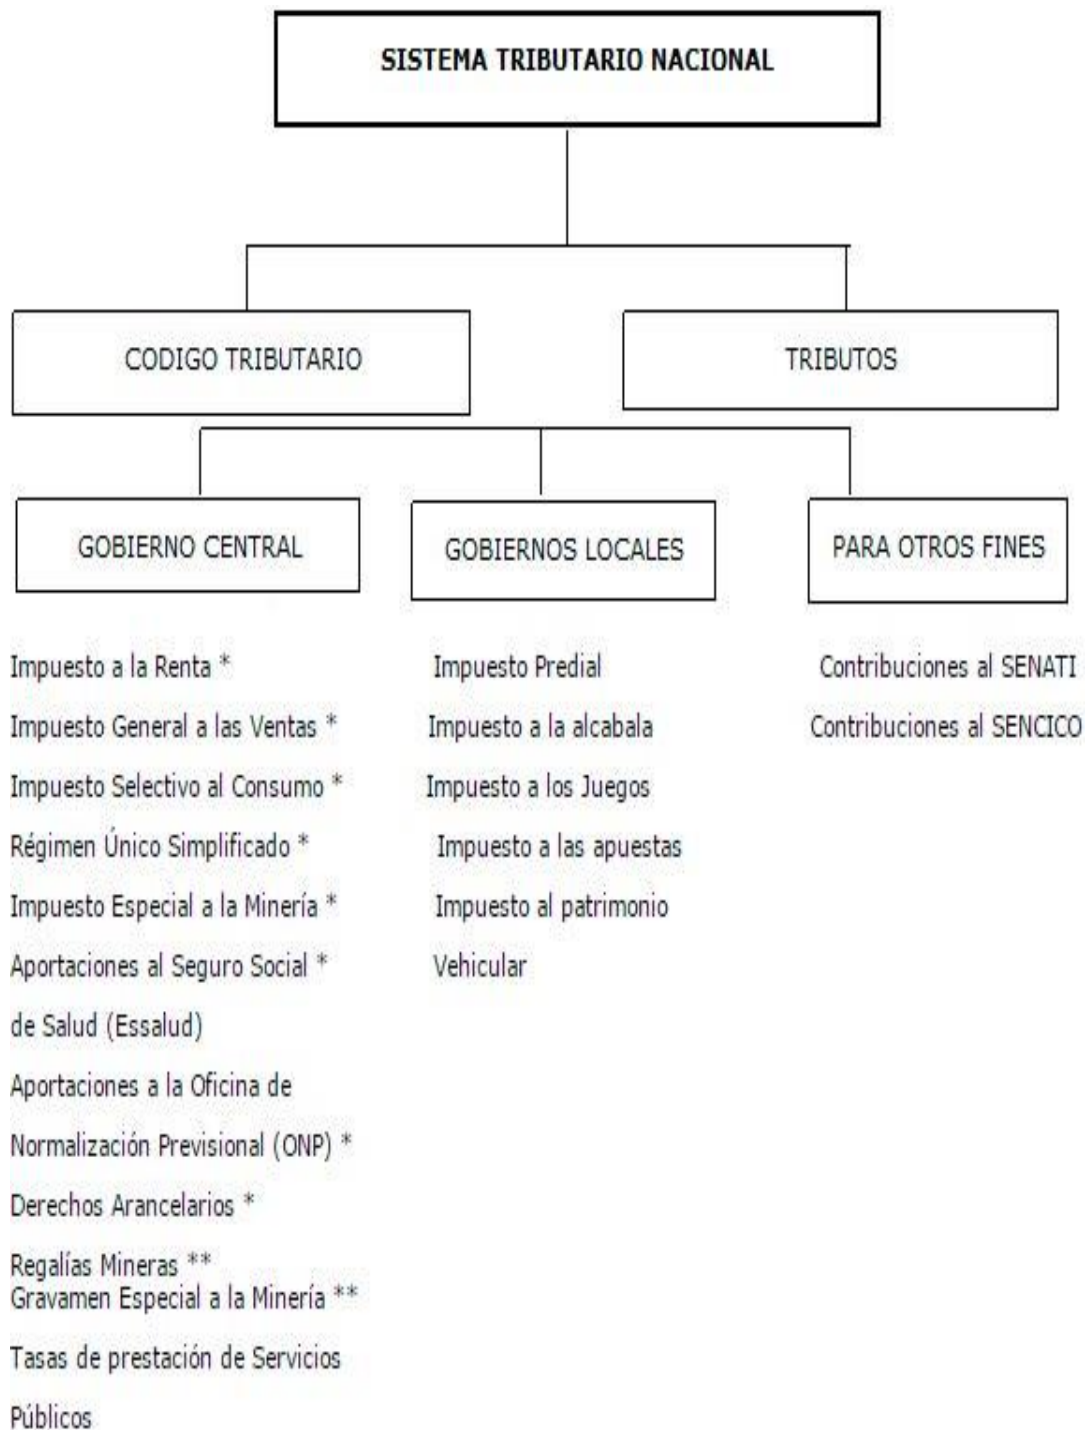 SISTEMA TRIBUTARIO NACIONAL
CODIGO TRIBUTARIO
TRIBUTOS
GOBIERNO CENTRAL
GOBIERNOS LOCALES
PARA OTROS FINES
Impuesto a la Renta *
Impuesto General a las Ventas *
Impuesto Selectivo al Consumo *
Régimen Único Simplificado *
Impuesto Especial a la Minería *
Aportaciones al Seguro Social *
de Salud (Essalud)
Aportaciones a la Oficina de
Normalización Previsional (ONP) *
Derechos Arancelarios *
Regalías Mineras **
Gravamen Especial a la Minería **
Tasas de prestación de Servicios
Públicos
Impuesto Predial
Impuesto a la alcabala
Impuesto a los Juegos
Impuesto a las apuestas
Impuesto al patrimonio
Vehicular
Contribuciones al SENATI
Contribuciones al SENCICO